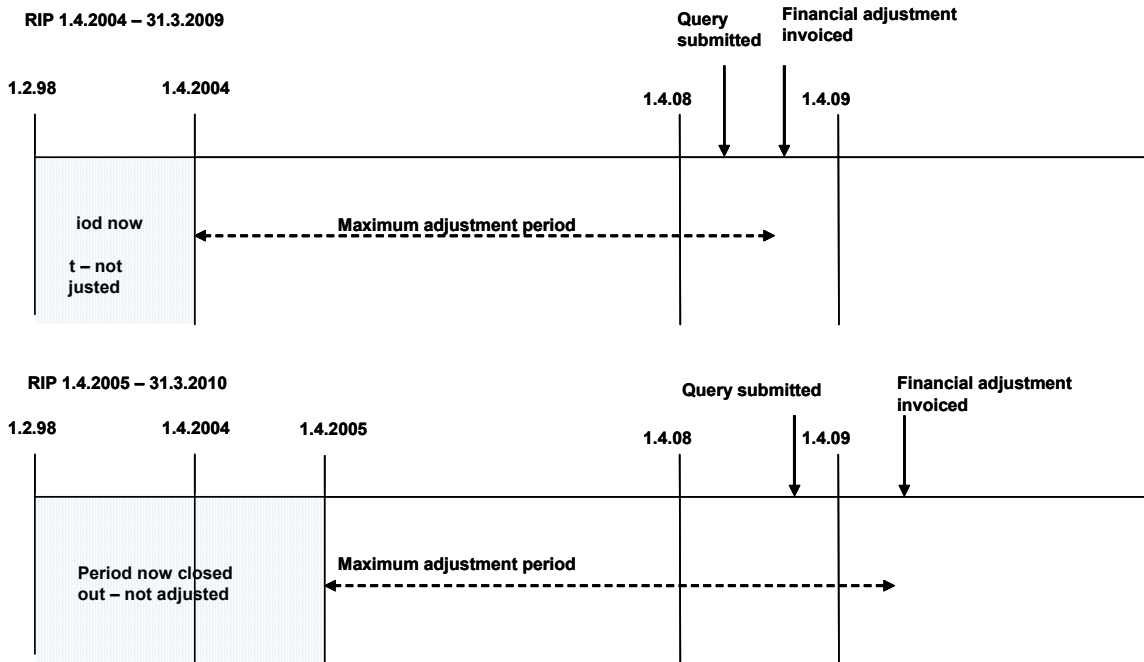 RIP 1.4.2004 – 31.3.2009
Query
submitted
Financial adjustment
invoiced
1.2.98
1.4.2004
1.4.08
1.4.09
iod now
t – not
justed
Maximum adjustment period
RIP 1.4.2005 – 31.3.2010
Query submitted
Financial adjustment
invoiced
1.2.98
1.4.2004
1.4.2005
1.4.08
1.4.09
Period now closed
out – not adjusted
Maximum adjustment period